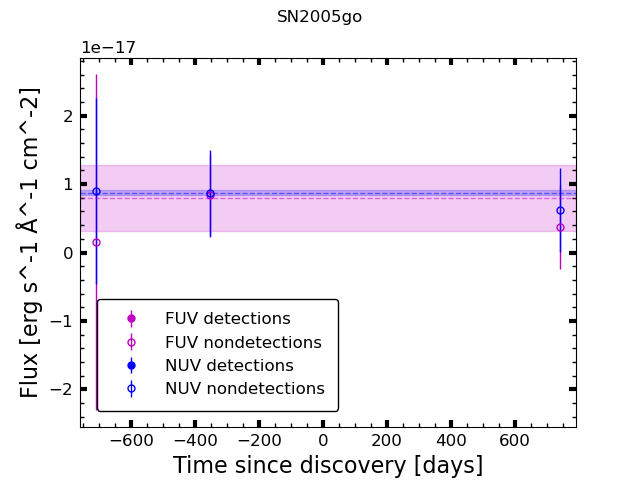 SN2005go
1e−17
2
1
0
−1
−2
Flux [erg s^-1 Å^-1 cm^-2]
FUV detections
FUV nondetections
NUV detections
NUV nondetections
−600 −400 −200 0 200 400 600
Time since discovery [days]